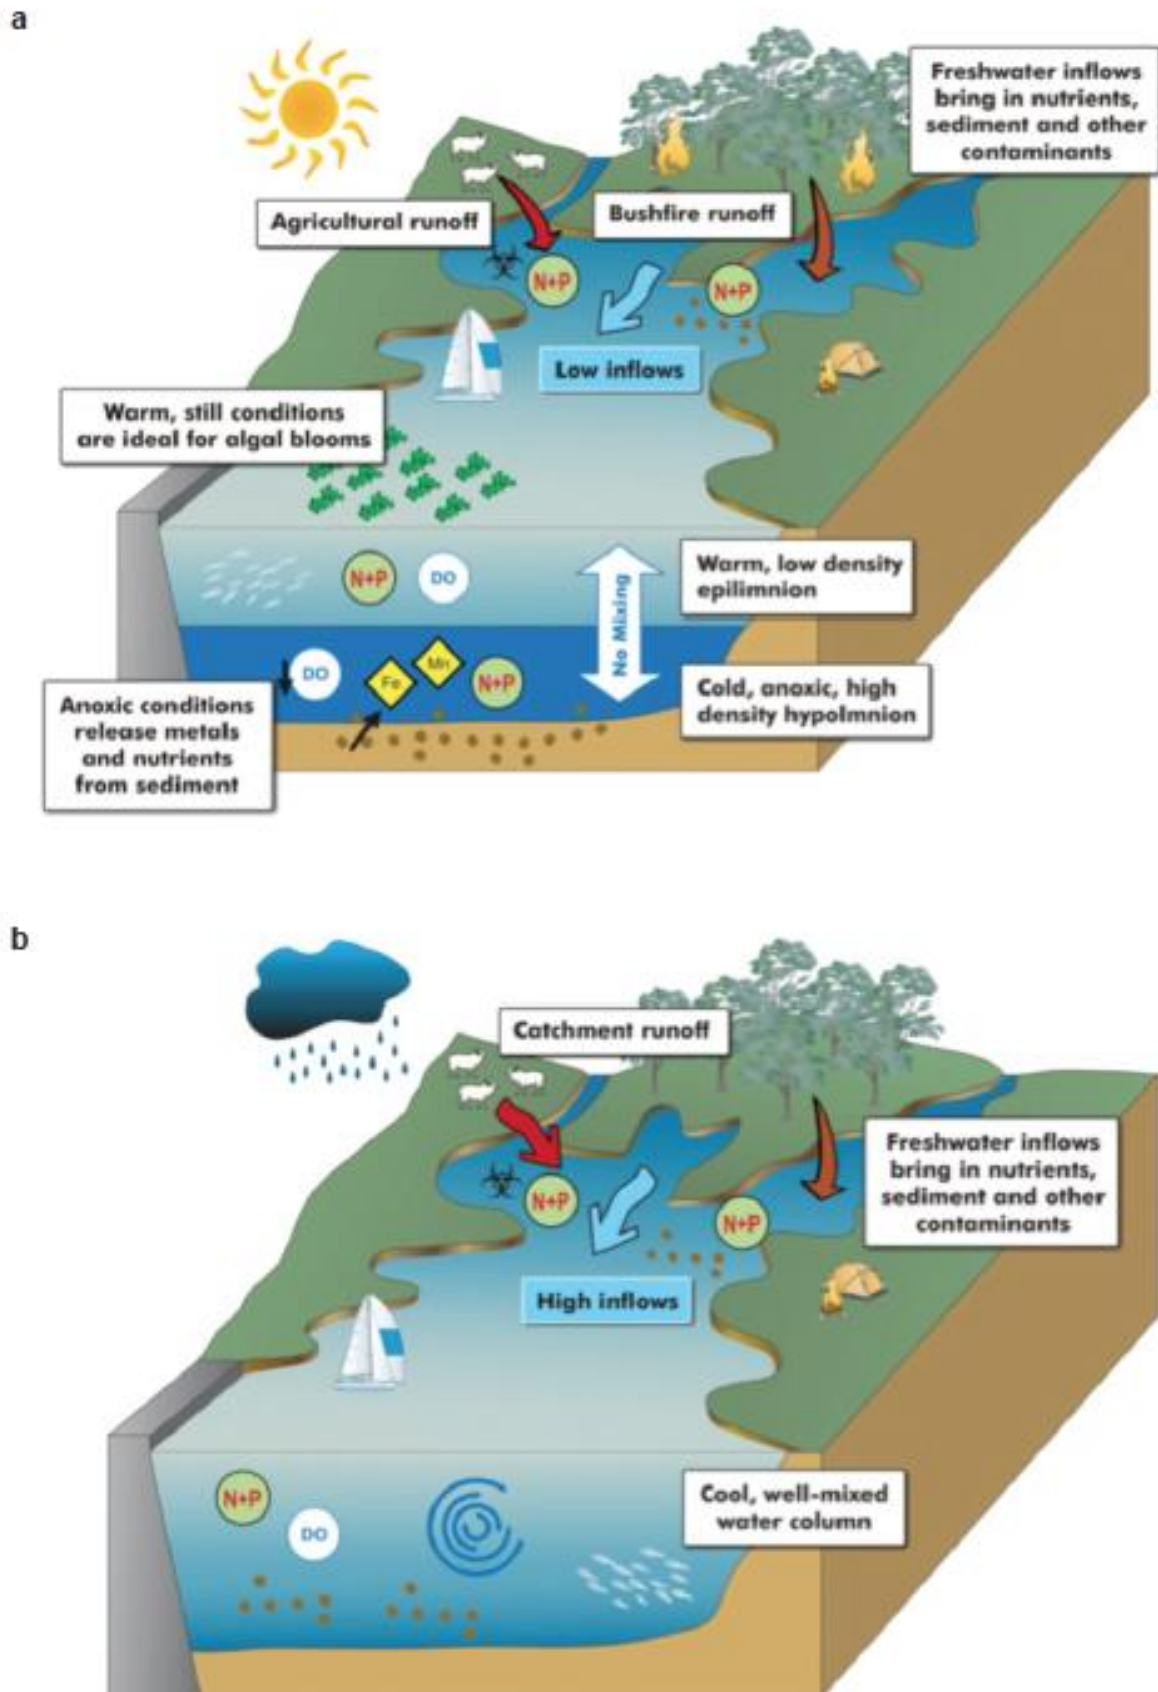 a
Freshwater inflows
bring in nutrients,
sediment and other
contaminants
Agricultural runoff
Bushfire runoff
N+P
N+P
Low inflows
Warm, still conditions
are ideal for algal blooms
N+P
DO
No Mixing
Warm, low density
epilimnion
DO
Fe
Mn
N+P
Cold, anoxic, high
density hypolmnion
Anoxic conditions
release metals
and nutrients
from sediment
b
Catchment runoff
Freshwater inflows
bring in nutrients,
sediment and other
contaminants
N+P
N+P
High inflows
N+P
DO
Cool, well-mixed
water column